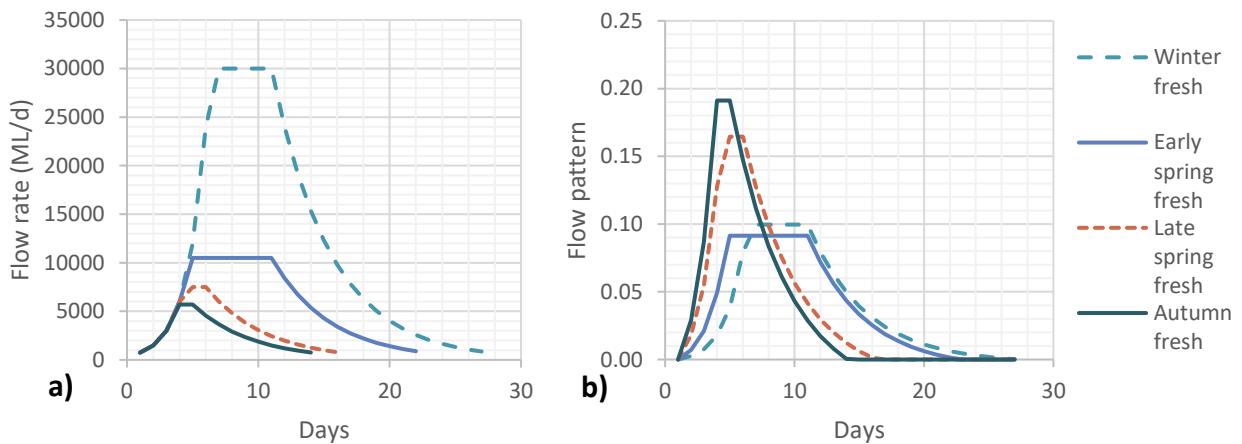 35000
30000
25000
20000
15000
10000
5000
0
Flow rate (ML/d)
0
10
20
30
Days
a)
0.25
0.20
0.15
0.10
0.05
0.00
Flow pattern
0
10
20
30
Days
b)
Winter
fresh
Early
spring
fresh
Late
spring
fresh
Autumn
fresh